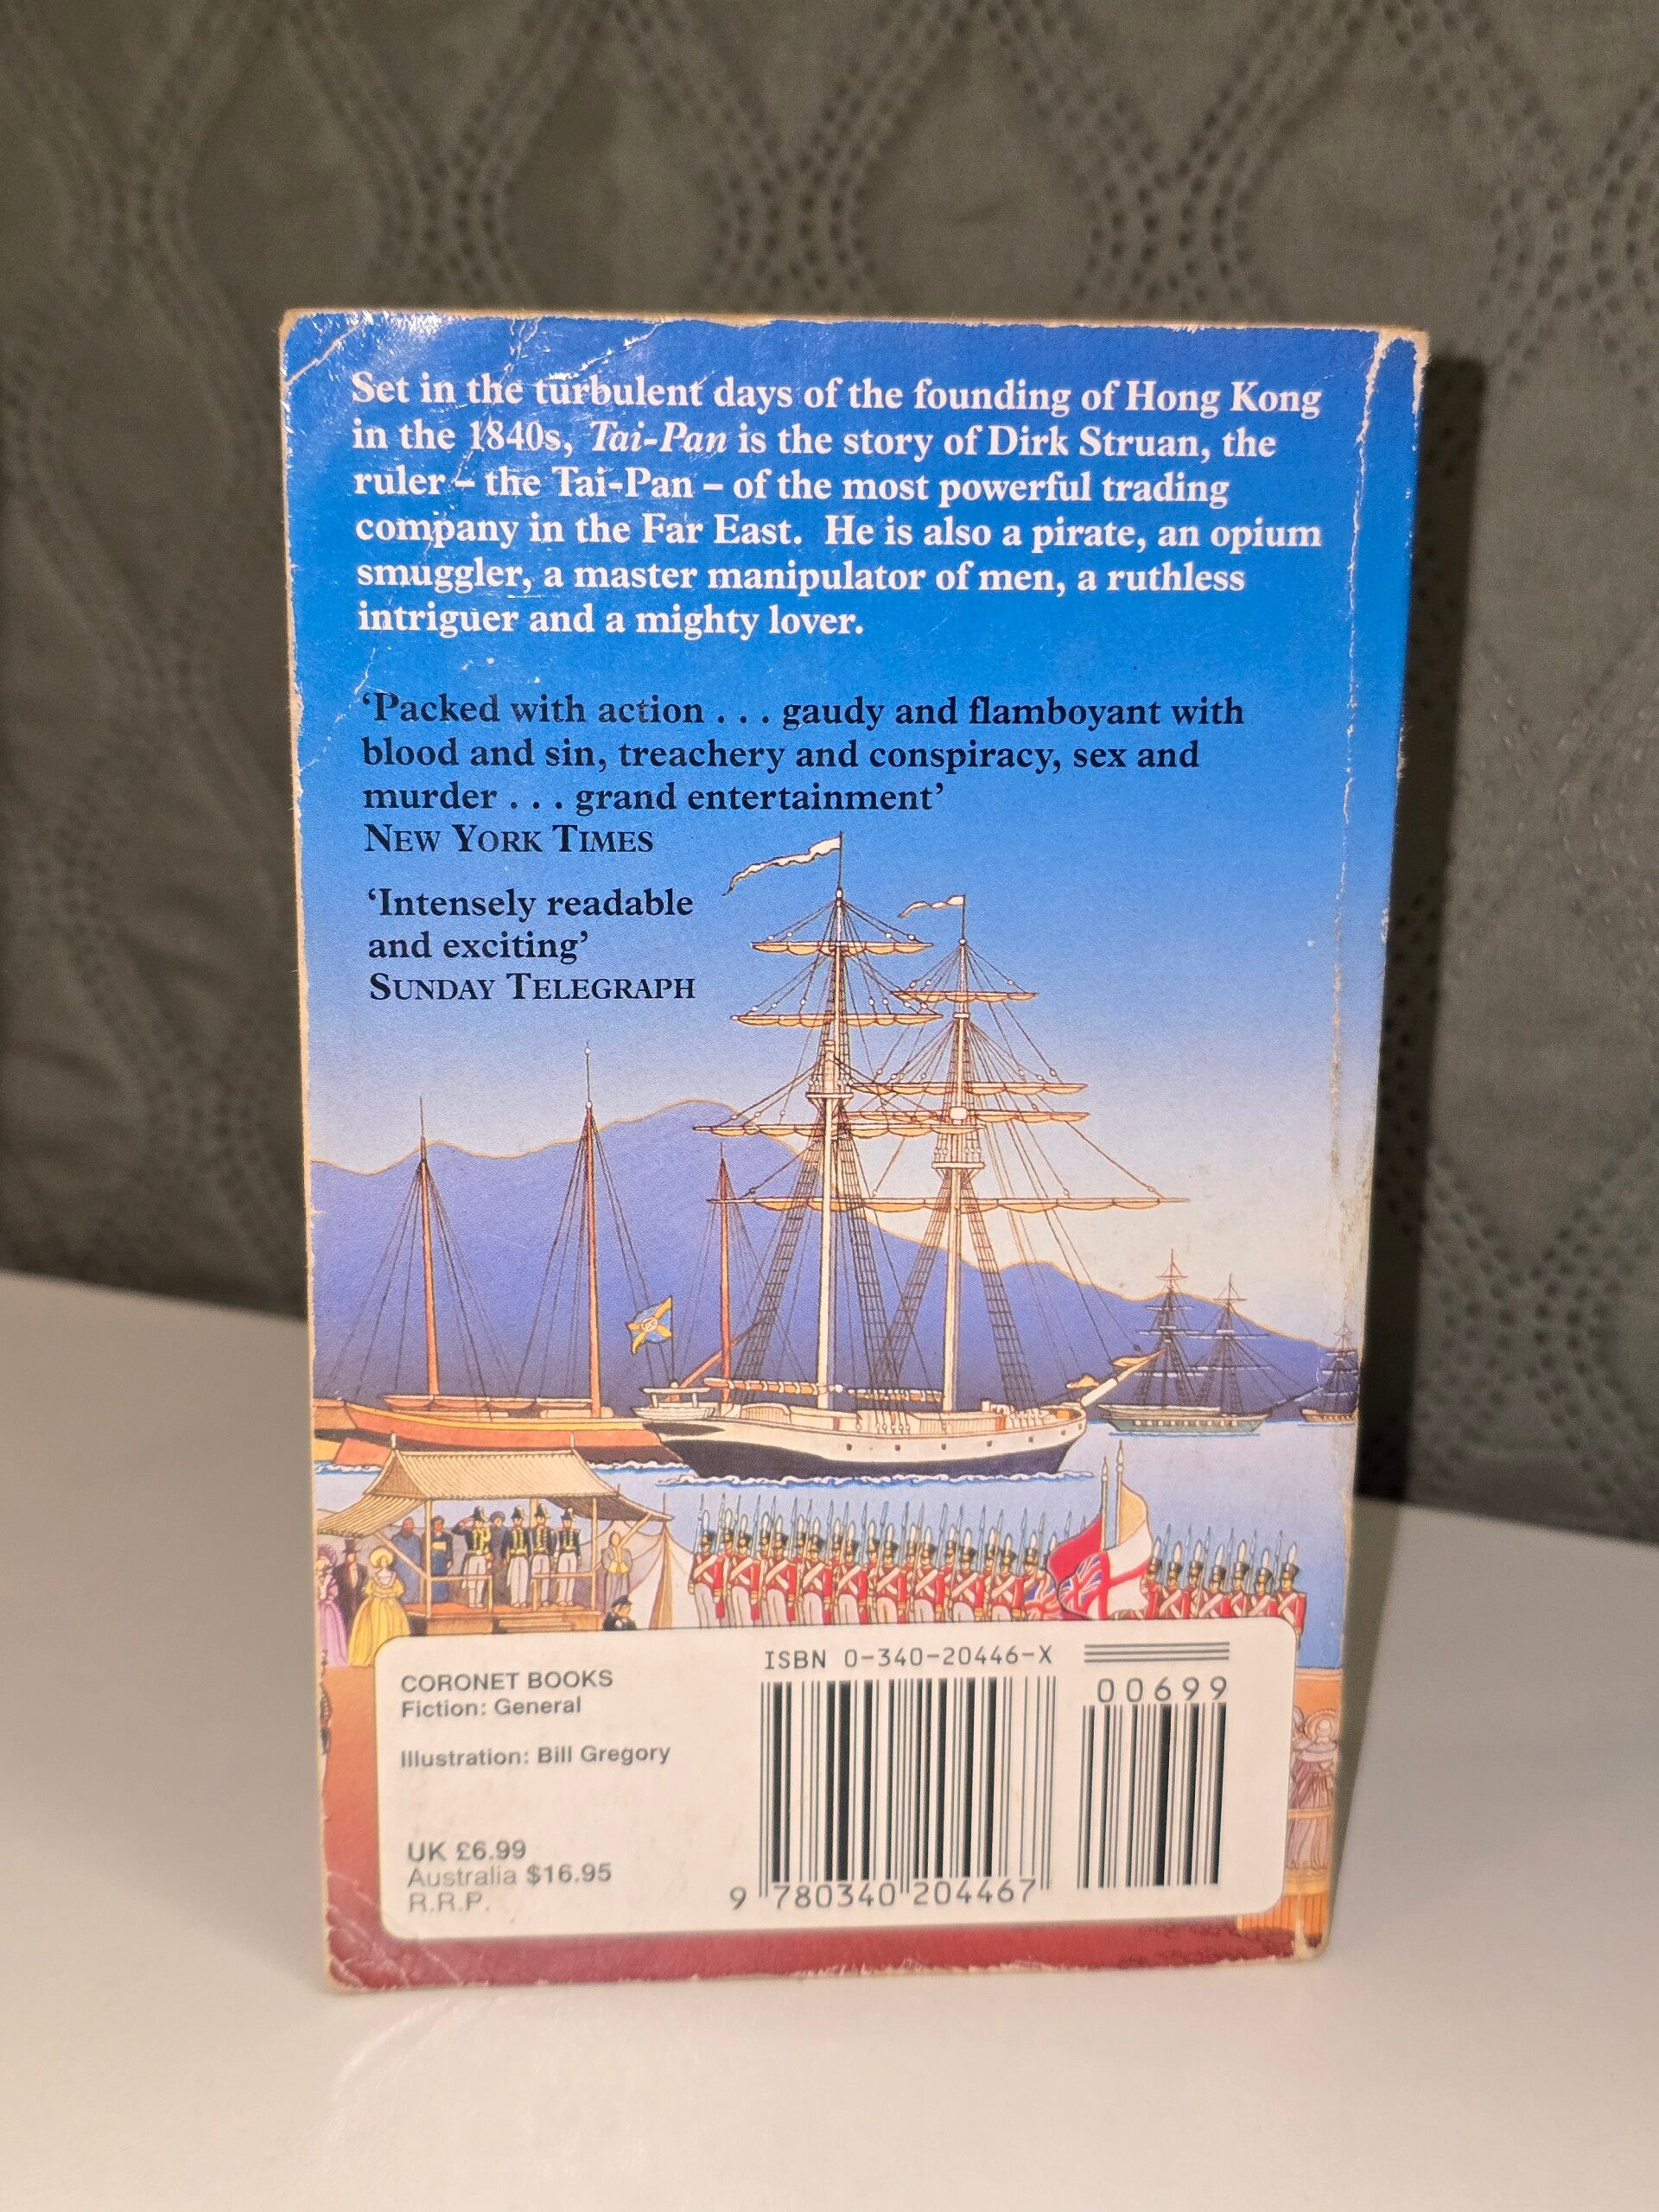 Set in the turbulent days of the founding of Hong Kong
in the 1840s, Tai-Pan is the story of Dirk Struan, the
ruler – the Tai-Pan – of the most powerful trading
company in the Far East. He is also a pirate, an opium
smuggler, a master manipulator of men, a ruthless
intriguer and a mighty lover.
‘Packed with action . . . gaudy and flamboyant with
blood and sin, treachery and conspiracy, sex and
murder . . . grand entertainment’
NEW YORK TIMES
‘Intensely readable
and exciting’
SUNDAY TELEGRAPH
CORONET BOOKS
Fiction: General
Illustration: Bill Gregory
UK £6.99
Australia $16.95
R.R.P.
ISBN 0-340-20446-X
00699
9 780340 204467